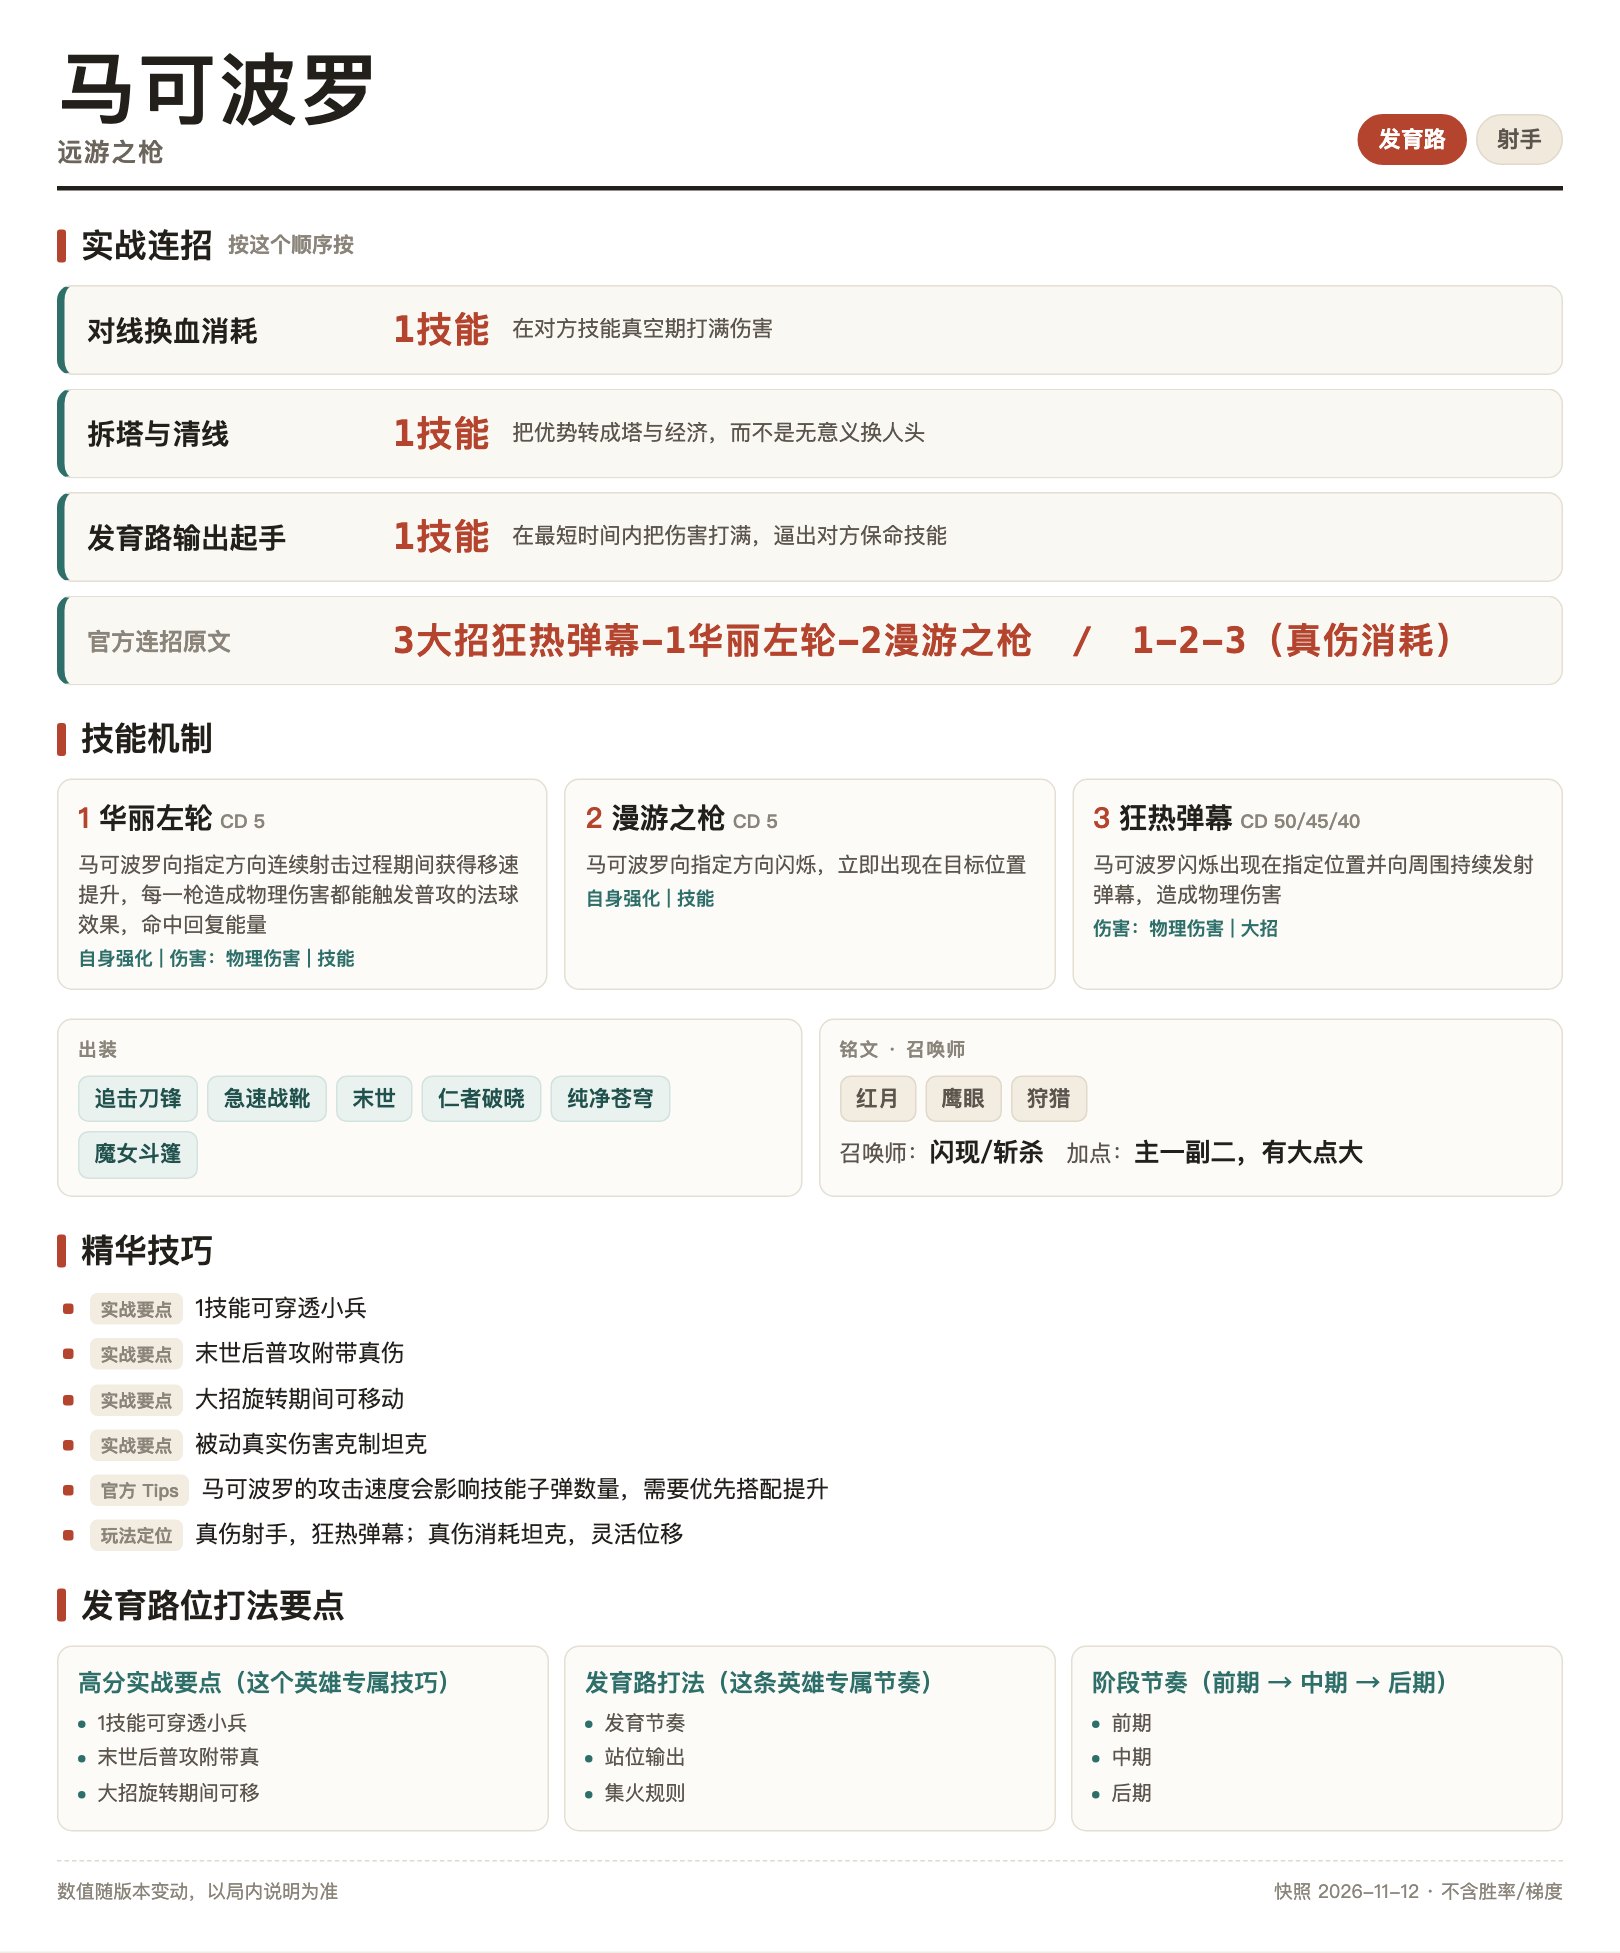 马可波罗
远游之枪
发育路 射手
实战连招 按这个顺序按
对线换血消耗 1技能 在对方技能真空期打满伤害
拆塔与清线 1技能 把优势转成塔与经济，而不是无意义换人头
发育路输出起手 1技能 在最短时间内把伤害打满，逼出对方保命技能
官方连招原文 3大招狂热弹幕–1华丽左轮–2漫游之枪 / 1–2–3（真伤消耗）
技能机制
1 华丽左轮 CD 5
马可波罗向指定方向连续射击过程期间获得移速
提升，每一枪造成物理伤害都能触发普攻的法球
效果，命中回复能量
自身强化 | 伤害：物理伤害 | 技能
2 漫游之枪 CD 5
马可波罗向指定方向闪烁，立即出现在目标位置
自身强化 | 技能
3 狂热弹幕 CD 50/45/40
马可波罗闪烁出现在指定位置并向周围持续发射
弹幕，造成物理伤害
伤害：物理伤害 | 大招
出装
追击刀锋 急速战靴 末世 仁者破晓 纯净苍穹
魔女斗篷
铭文 · 召唤师
红月 鹰眼 狩猎
召唤师：闪现/斩杀 加点：主一副二，有大点大
精华技巧
实战要点 1技能可穿透小兵
实战要点 末世后普攻附带真伤
实战要点 大招旋转期间可移动
实战要点 被动真实伤害克制坦克
官方 Tips 马可波罗的攻击速度会影响技能子弹数量，需要优先搭配提升
玩法定位 真伤射手，狂热弹幕；真伤消耗坦克，灵活位移
发育路位打法要点
高分实战要点（这个英雄专属技巧）
• 1技能可穿透小兵
• 末世后普攻附带真
• 大招旋转期间可移
发育路打法（这条英雄专属节奏）
• 发育节奏
• 站位输出
• 集火规则
阶段节奏（前期 → 中期 → 后期）
• 前期
• 中期
• 后期
数值随版本变动，以局内说明为准
快照 2026–11–12 · 不含胜率/梯度